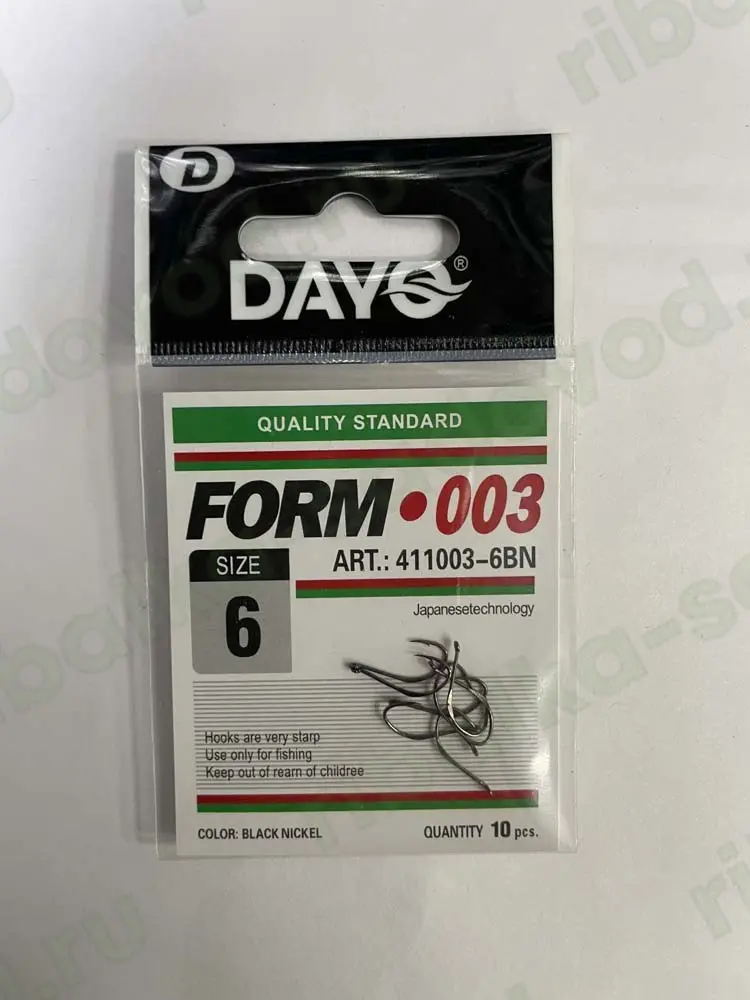 D
DAYO®
QUALITY STANDARD
FORM•003
SIZE
6
ART.: 411003-6BN
Japanesetechnology
Hooks are very starp
Use only for fishing
Keep out of rearn of childree
COLOR: BLACK NICKEL
QUANTITY 10 pcs.